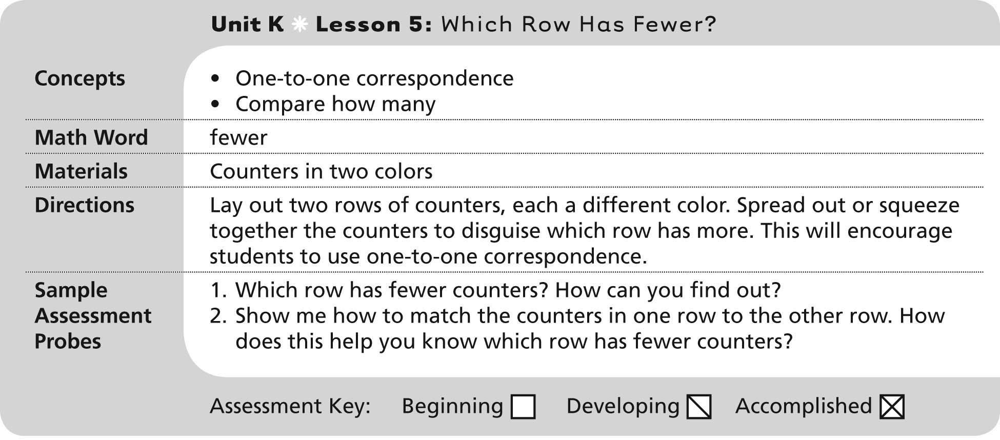 Unit K Lesson 5: Which Row Has Fewer?
Concepts
• One-to-one correspondence
• Compare how many
Math Word
fewer
Materials
Counters in two colors
Directions
Lay out two rows of counters, each a different color. Spread out or squeeze
together the counters to disguise which row has more. This will encourage
students to use one-to-one correspondence.
Sample
Assessment
Probes
1. Which row has fewer counters? How can you find out?
2. Show me how to match the counters in one row to the other row. How
does this help you know which row has fewer counters?
Assessment Key: Beginning Developing Accomplished